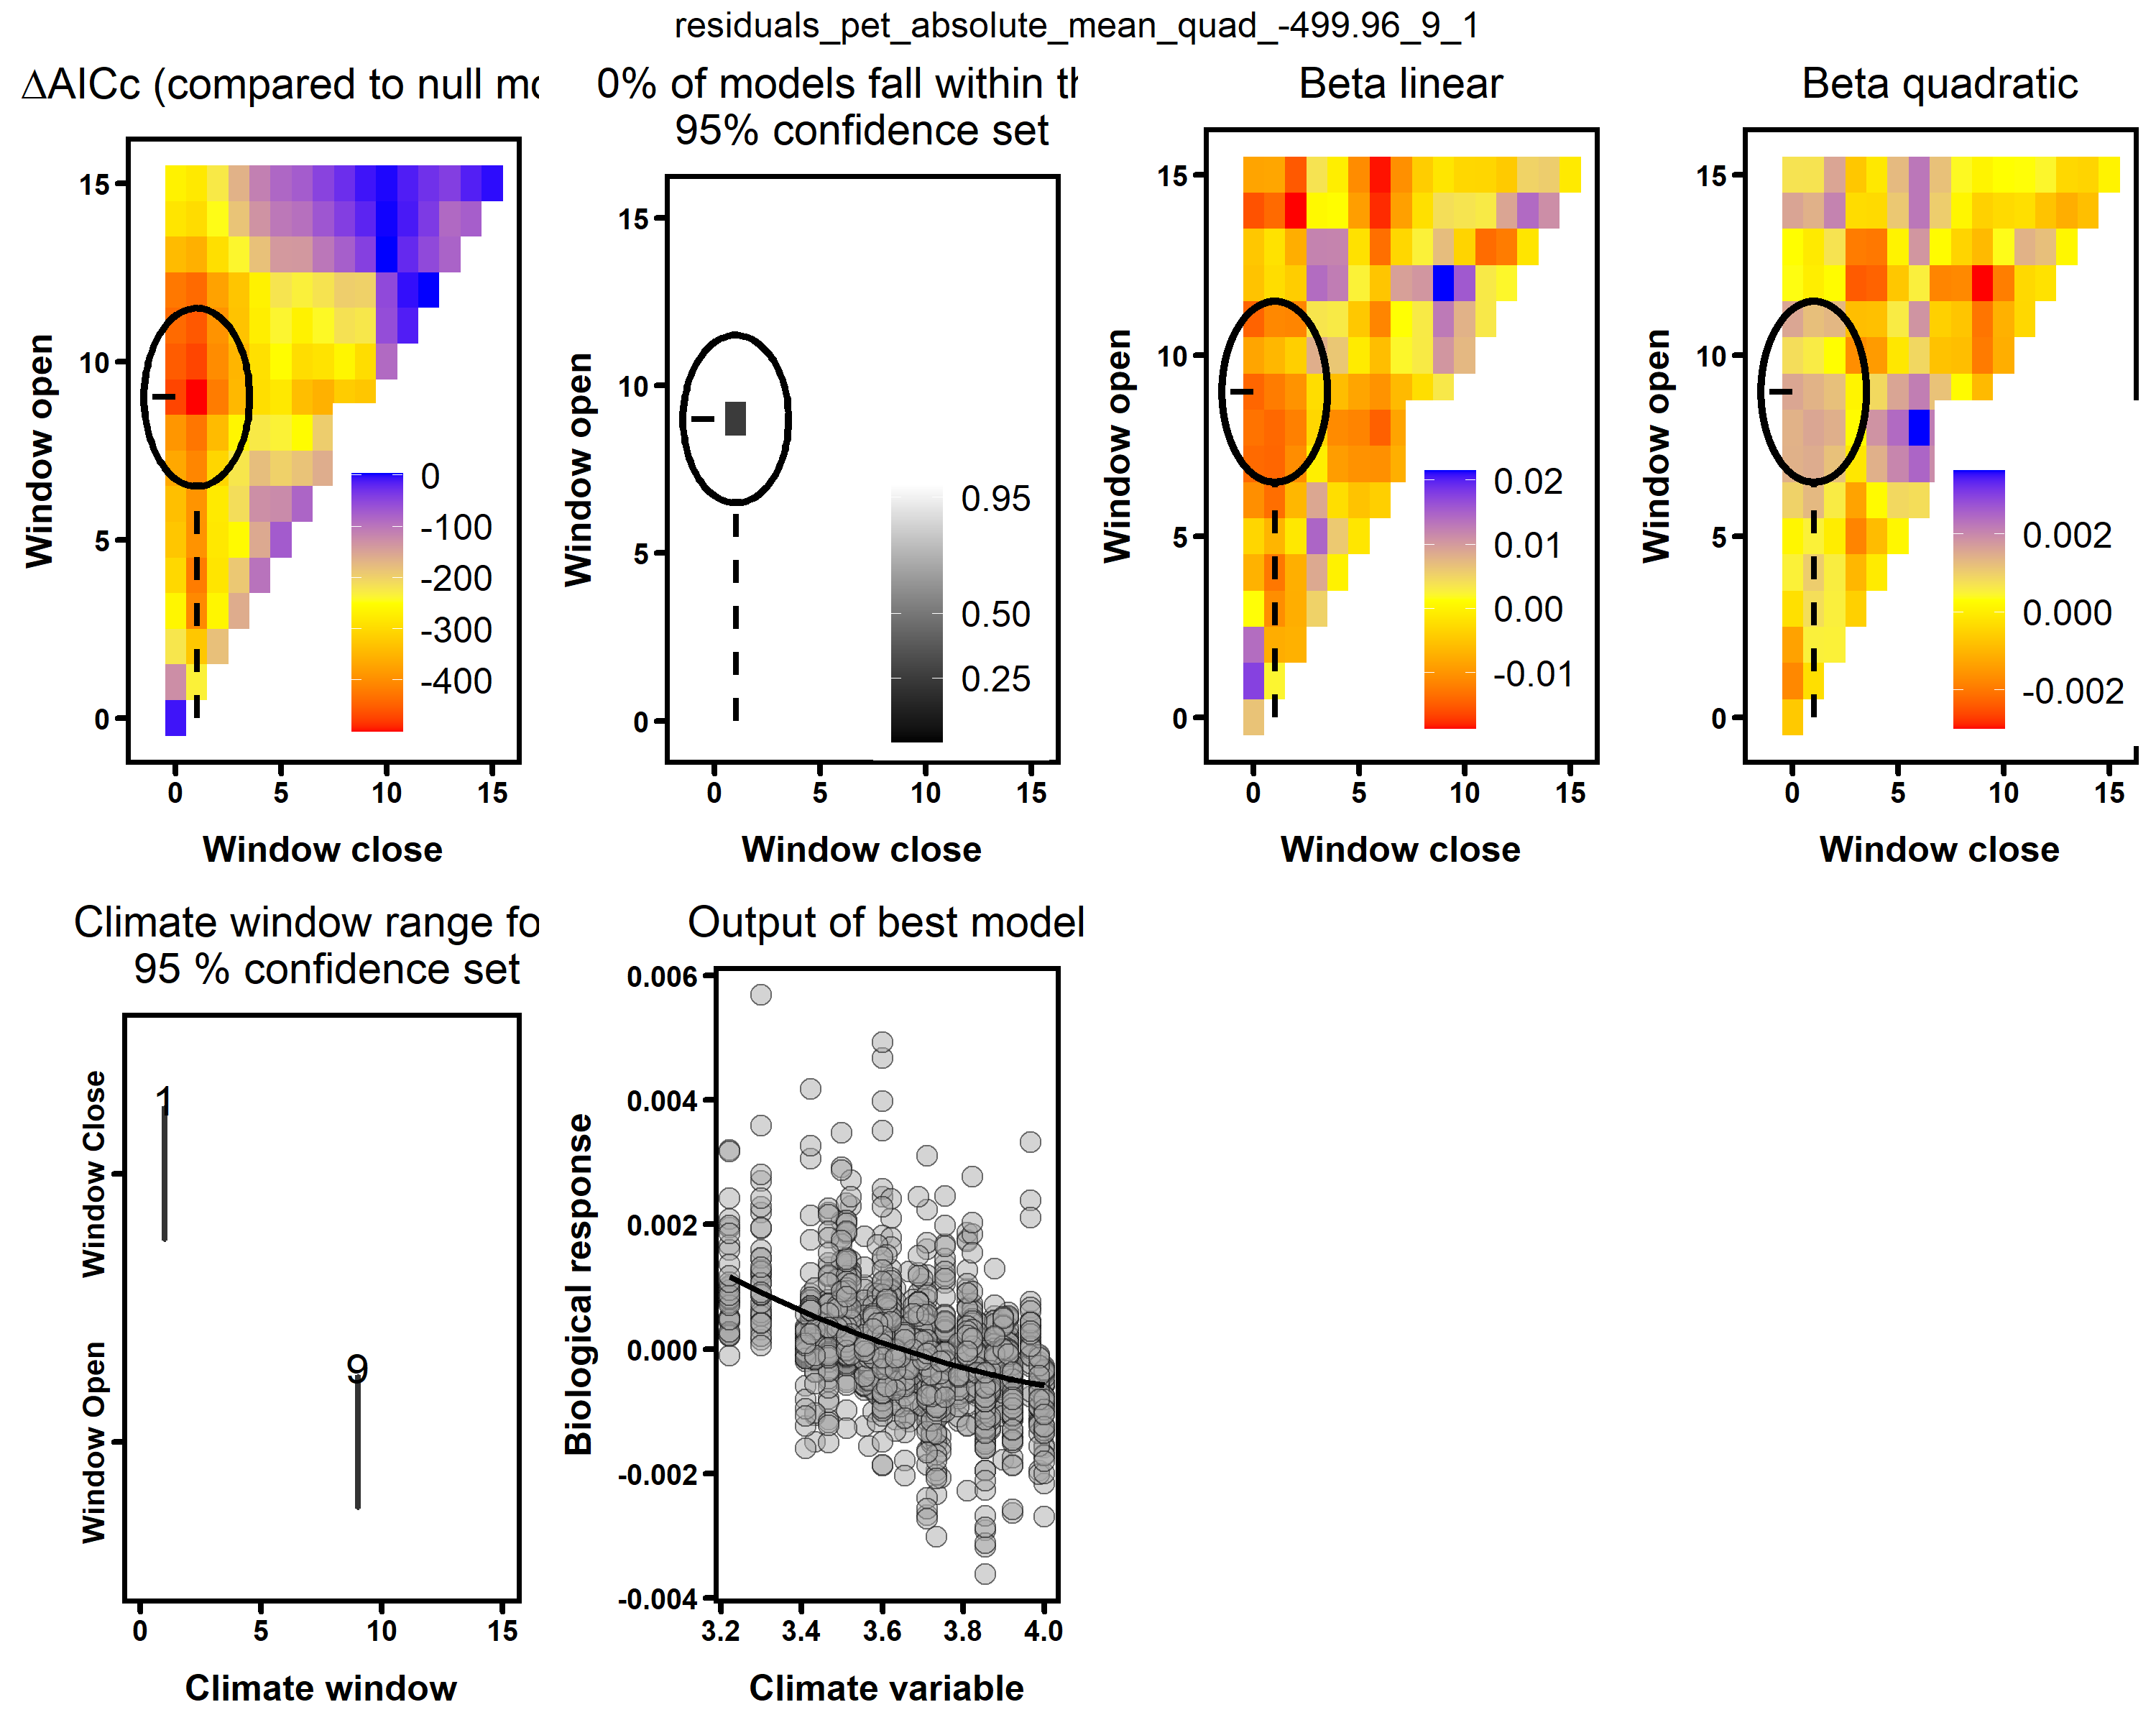 residuals_pet_absolute_mean_quad_-499.96_9_1
ΔAICc (compared to null mo
15
10
5
0
0
5
10
15
Window open
Window close
0
-100
-200
-300
-400
0% of models fall within th
95% confidence set
15
10
5
0
0
5
10
15
Window open
Window close
0.95
0.50
0.25
Beta linear
15
10
5
0
0
5
10
15
Window open
Window close
0.02
0.01
0.00
-0.01
Beta quadratic
15
10
5
0
0
5
10
15
Window open
Window close
0.002
0.000
-0.002
Climate window range fo
95 % confidence set
Window Close
Window Open
1
9
0
5
10
15
Climate window
Output of best model
0.006
0.004
0.002
0.000
-0.002
-0.004
3.2
3.4
3.6
3.8
4.0
Biological response
Climate variable